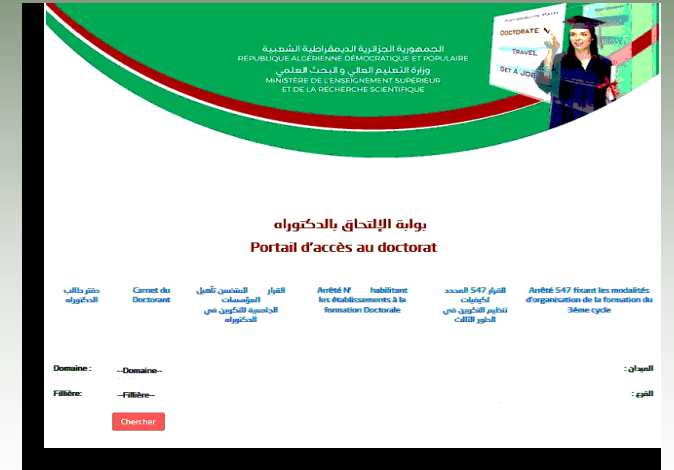 DOCTORATE
TRAVEL
GET A JOB
الجمهورية الجزائرية الديمقراطية الشعبية
RÉPUBLIQUE ALGÉRIENNE DÉMOCRATIQUE ET POPULAIRE
وزارة التعليم العالي و البحث العلمي
MINISTÈRE DE L'ENSEIGNEMENT SUPÉRIEUR
ET DE LA RECHERCHE SCIENTIFIQUE
بوابة الإلتحاق بالدكتوراه
Portail d'accès au doctorat
دفتر طالب
الدكتوراه
Carnet du
Doctorant
القرار المتضمن تأهيل
المؤسسات
الجامعية للتكوين في
الدكتوراه
Arrêté N° habilitant
les établissements à la
formation Doctorale
القرار 547 المحدد
لكيفيات
تنظيم التكوين في
الطور الثالث
Arrêté 547 fixant les modalités
d'organisation de la formation du
3ème cycle
Domaine : --Domaine-- الميدان :
Fillière: --Fillière-- الفرع :
Chercher